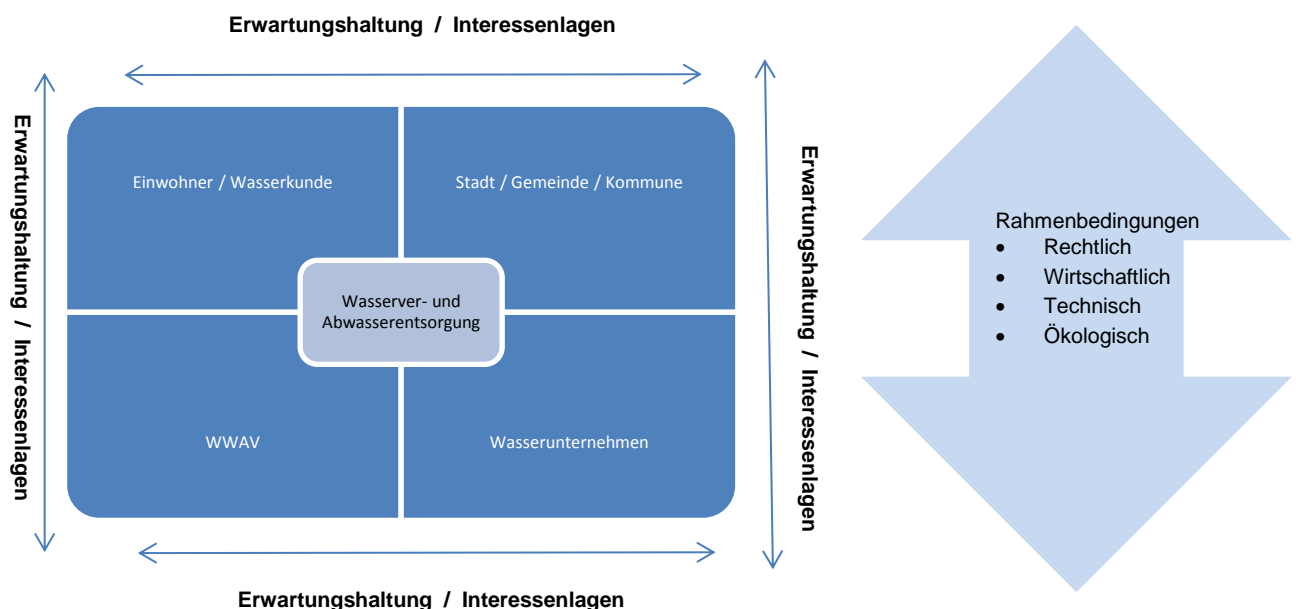 Erwartungshaltung / Interessenlagen
Erwartungshaltung / Interessenlagen
Einwohner / Wasserkunde
Stadt / Gemeinde / Kommune
Wasserver- und
Abwasserentsorgung
WWAV
Wasserunternehmen
Erwartungshaltung / Interessenlagen
Erwartungshaltung / Interessenlagen
Rahmenbedingungen
• Rechtlich
• Wirtschaftlich
• Technisch
• Ökologisch